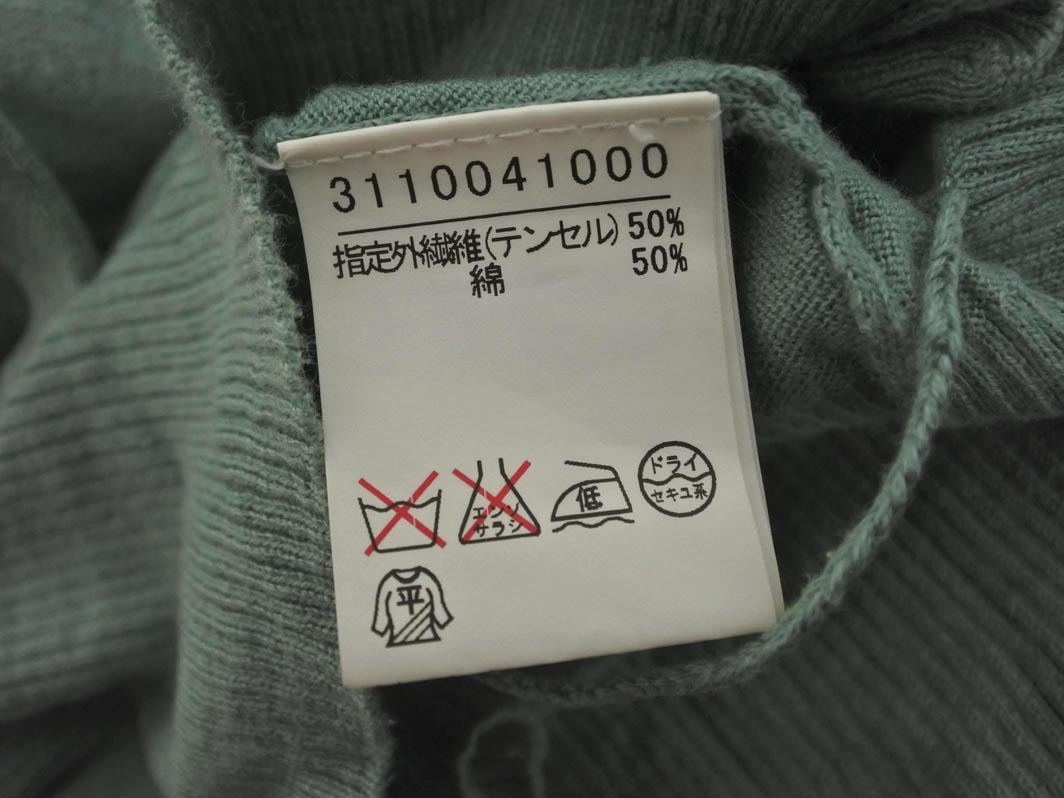 3110041000
指定外繊維(テンセル) 50%
綿 50%
エンソ
サラシ
低
ドライ
セキユ系
平